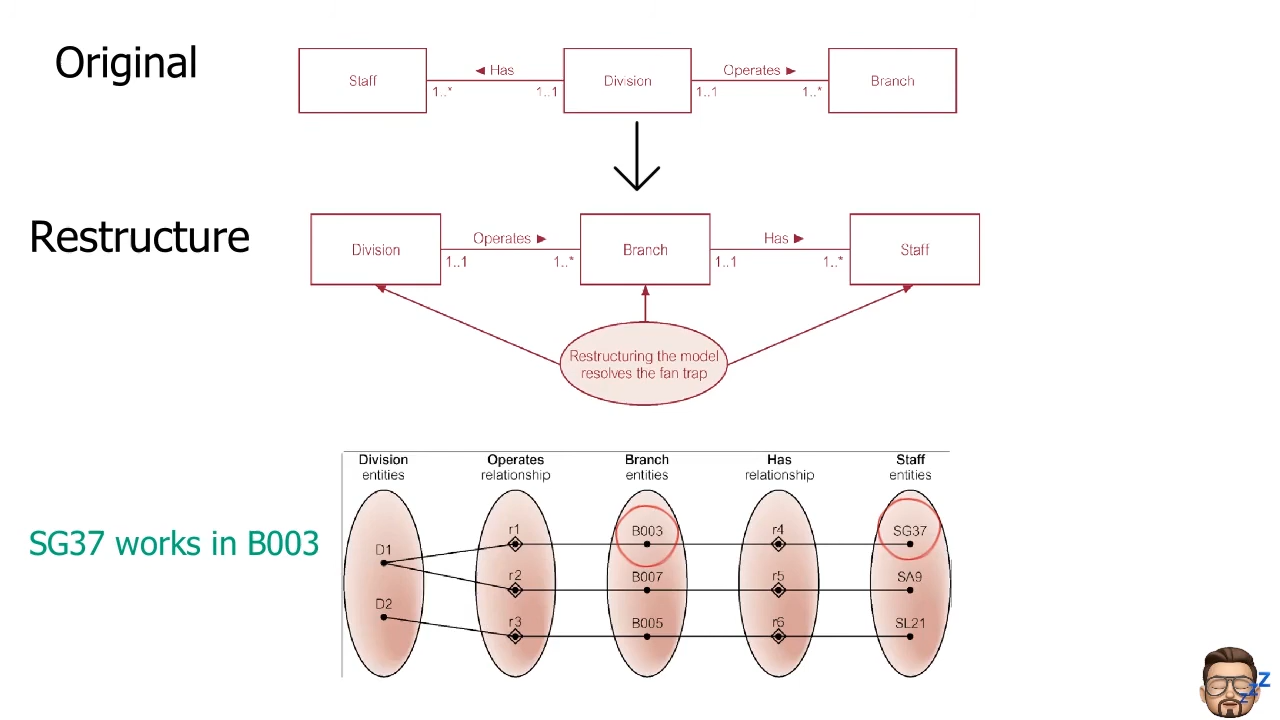 Original
Staff
◄ Has
1..*
1..1
Division
Operates ►
1..1
1..*
Branch
Restructure
Division
Operates ►
1..1
1..*
Branch
Has ►
1..1
1..*
Staff
Restructuring the model
resolves the fan trap
Division
entities
Operates
relationship
Branch
entities
Has
relationship
Staff
entities
SG37 works in B003
D1
D2
r1
r2
r3
B003
B007
B005
r4
r5
r6
SG37
SA9
SL21
z z Z